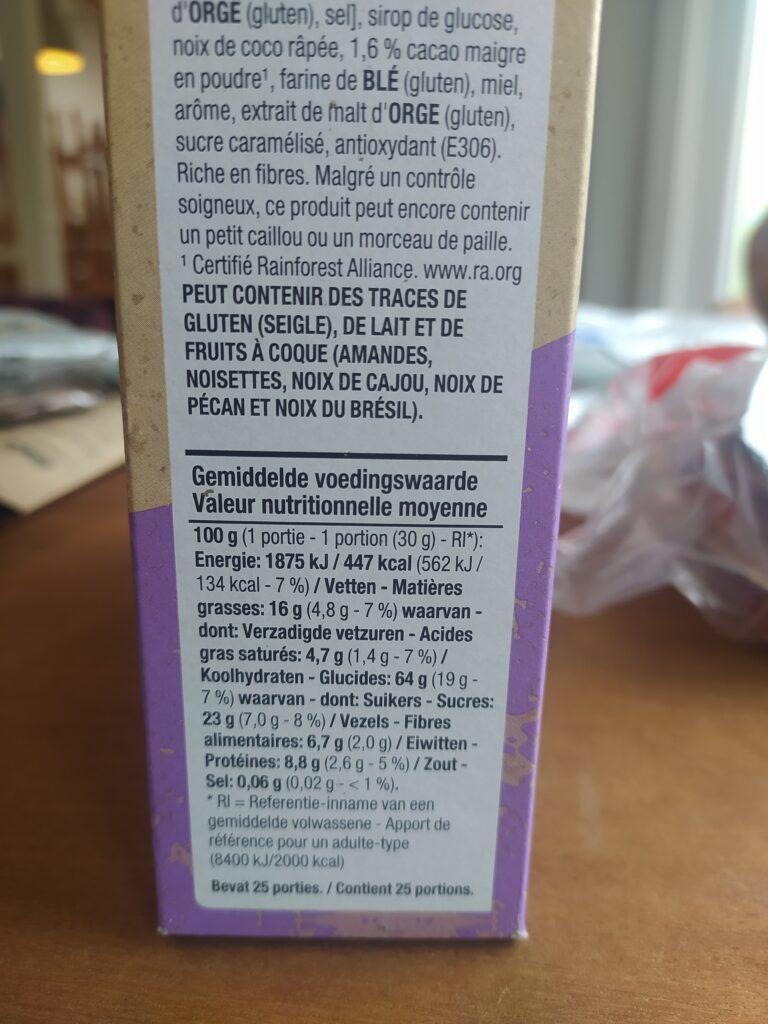 d'ORGE (gluten), sel], sirop de glucose,
noix de coco râpée, 1,6 % cacao maigre
en poudre¹, farine de BLÉ (gluten), miel,
arôme, extrait de malt d'ORGE (gluten),
sucre caramélisé, antioxydant (E306).
Riche en fibres. Malgré un contrôle
soigneux, ce produit peut encore contenir
un petit caillou ou un morceau de paille.
¹ Certifié Rainforest Alliance. www.ra.org
PEUT CONTENIR DES TRACES DE
GLUTEN (SEIGLE), DE LAIT ET DE
FRUITS À COQUE (AMANDES,
NOISETTES, NOIX DE CAJOU, NOIX DE
PÉCAN ET NOIX DU BRÉSIL).
Gemiddelde voedingswaarde
Valeur nutritionnelle moyenne
100 g (1 portie - 1 portion (30 g) - RI*):
Energie: 1875 kJ / 447 kcal (562 kJ /
134 kcal - 7 %) / Vetten - Matières
grasses: 16 g (4,8 g - 7 %) waarvan -
dont: Verzadigde vetzuren - Acides
gras saturés: 4,7 g (1,4 g - 7 %) /
Koolhydraten - Glucides: 64 g (19 g -
7 %) waarvan - dont: Suikers - Sucres:
23 g (7,0 g - 8 %) / Vezels - Fibres
alimentaires: 6,7 g (2,0 g) / Eiwitten -
Protéines: 8,8 g (2,6 g - 5 %) / Zout -
Sel: 0,06 g (0,02 g - < 1 %).
* RI = Referentie-inname van een
gemiddelde volwassene - Apport de
référence pour un adulte-type
(8400 kJ/2000 kcal)
Bevat 25 porties. / Contient 25 portions.